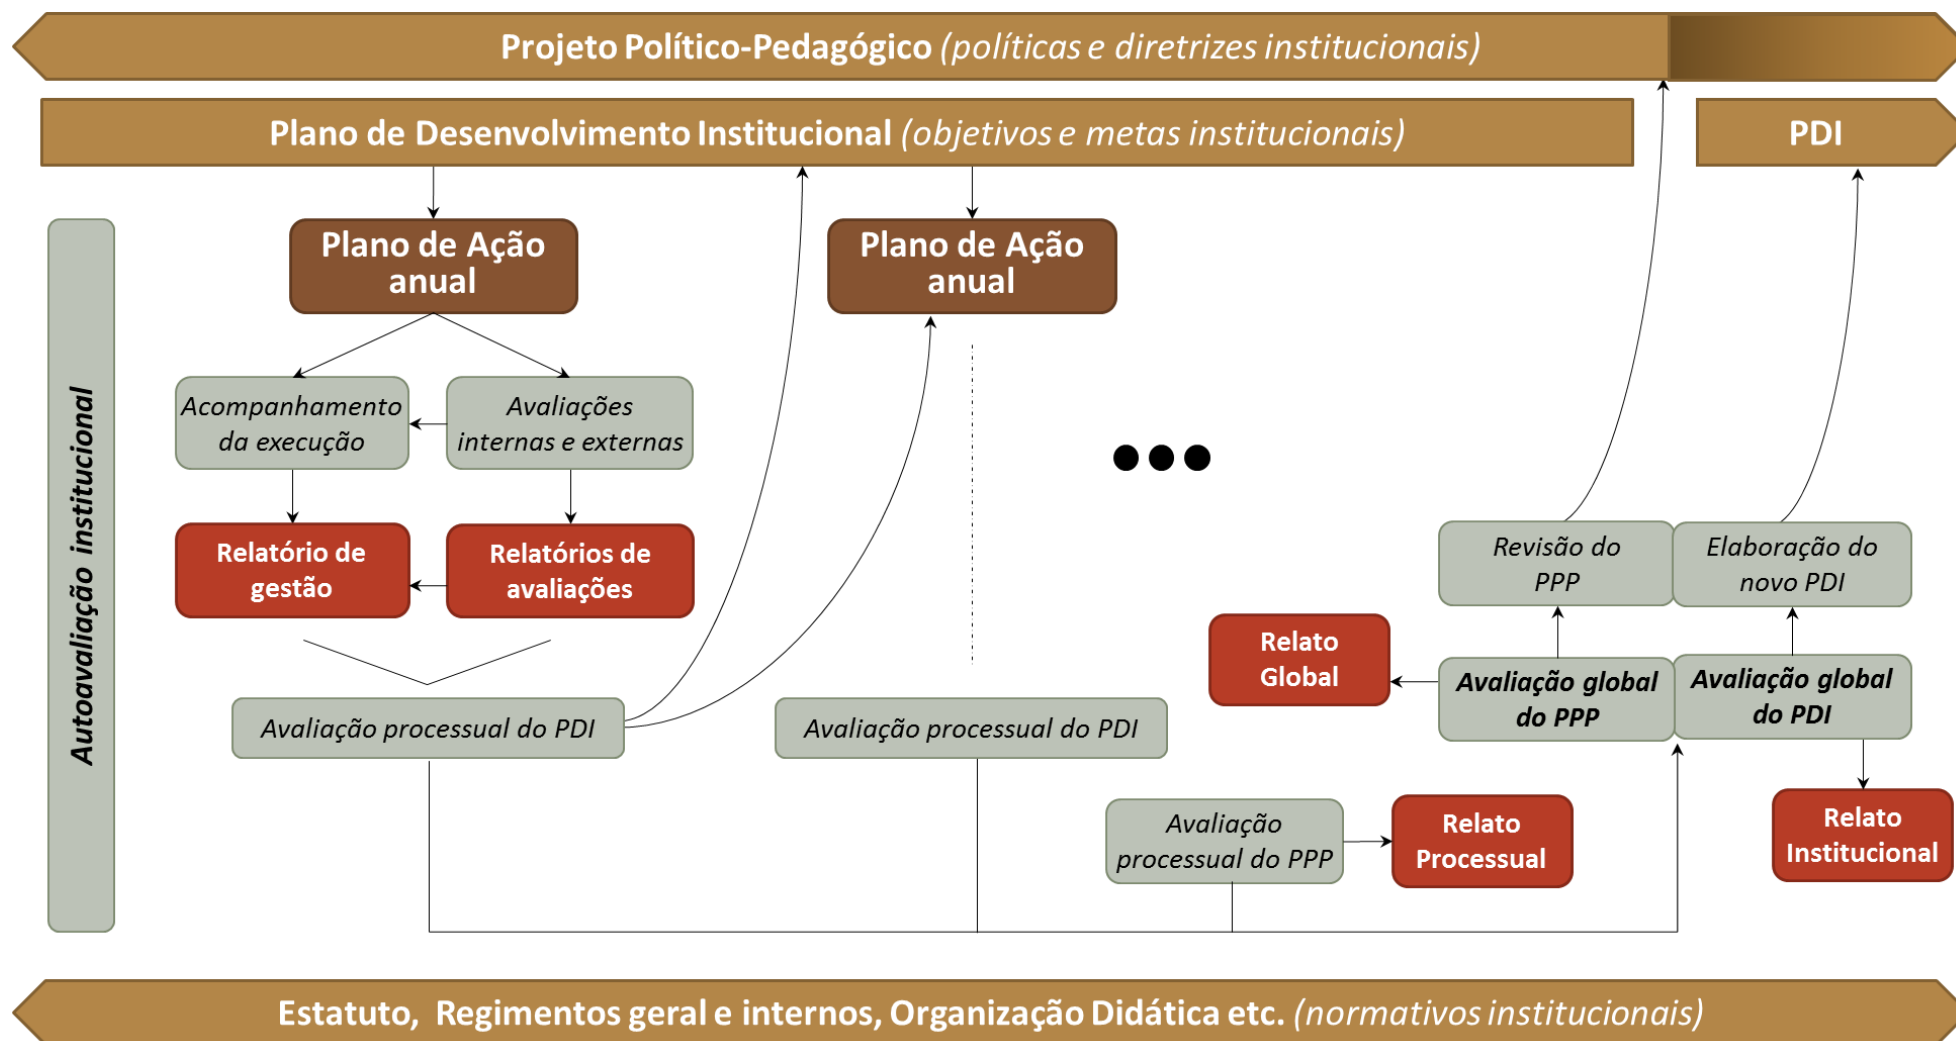 Projeto Político-Pedagógico (políticas e diretrizes institucionais)
Plano de Desenvolvimento Institucional (objetivos e metas institucionais)
PDI
Autoavaliação institucional
Plano de Ação
anual
Plano de Ação
anual
Acompanhamento
da execução
Avaliações
internas e externas
Relatório de
gestão
Relatórios de
avaliações
Revisão do
PPP
Elaboração do
novo PDI
Relato
Global
Avaliação global
do PPP
Avaliação global
do PDI
Avaliação processual do PDI
Avaliação processual do PDI
Avaliação
processual do PPP
Relato
Processual
Relato
Institucional
Estatuto, Regimentos geral e internos, Organização Didática etc. (normativos institucionais)